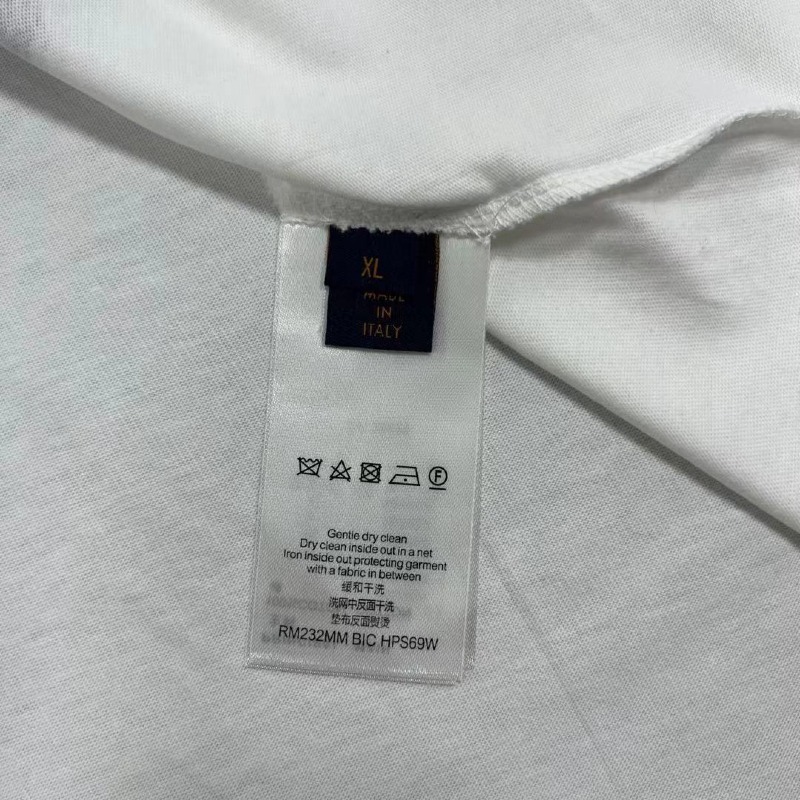 XL
MADE
IN
ITALY
F
Gentle dry clean
Dry clean inside out in a net
Iron inside out protecting garment
with a fabric in between
缓和干洗
洗网中反面干洗
垫布反面熨烫
RM232MM BIC HPS69W